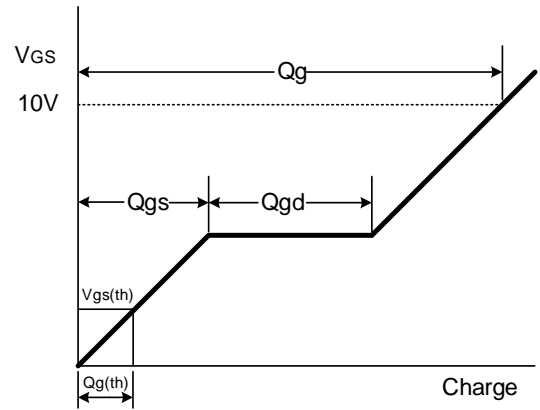 VGS
Qg
10V
Qgs
Qgd
Vgs(th)
Qg(th)
Charge